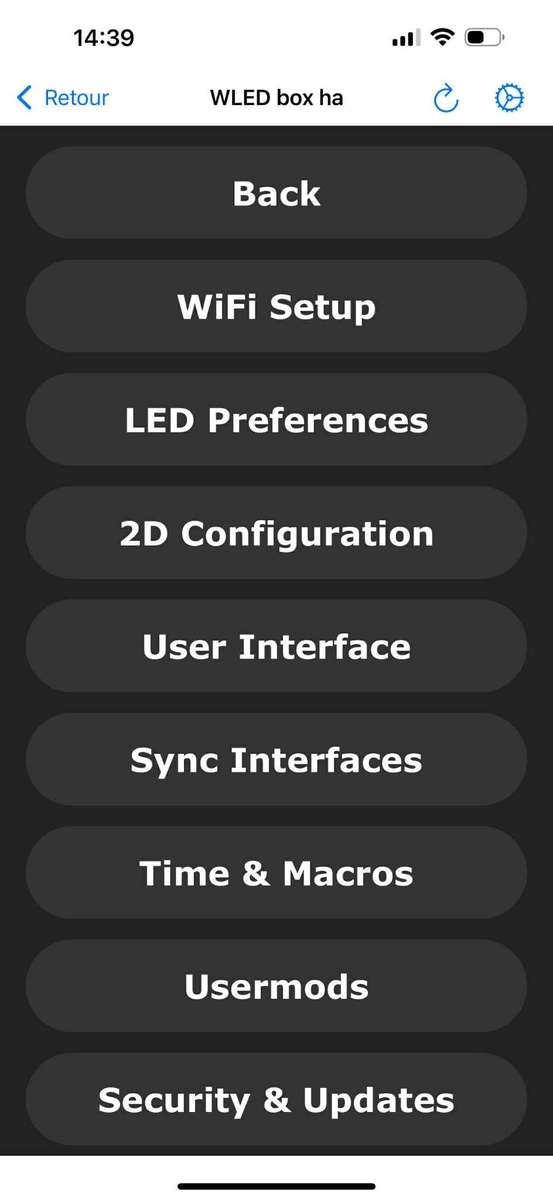 14:39
Retour
WLED box ha
Back
WiFi Setup
LED Preferences
2D Configuration
User Interface
Sync Interfaces
Time & Macros
Usermods
Security & Updates